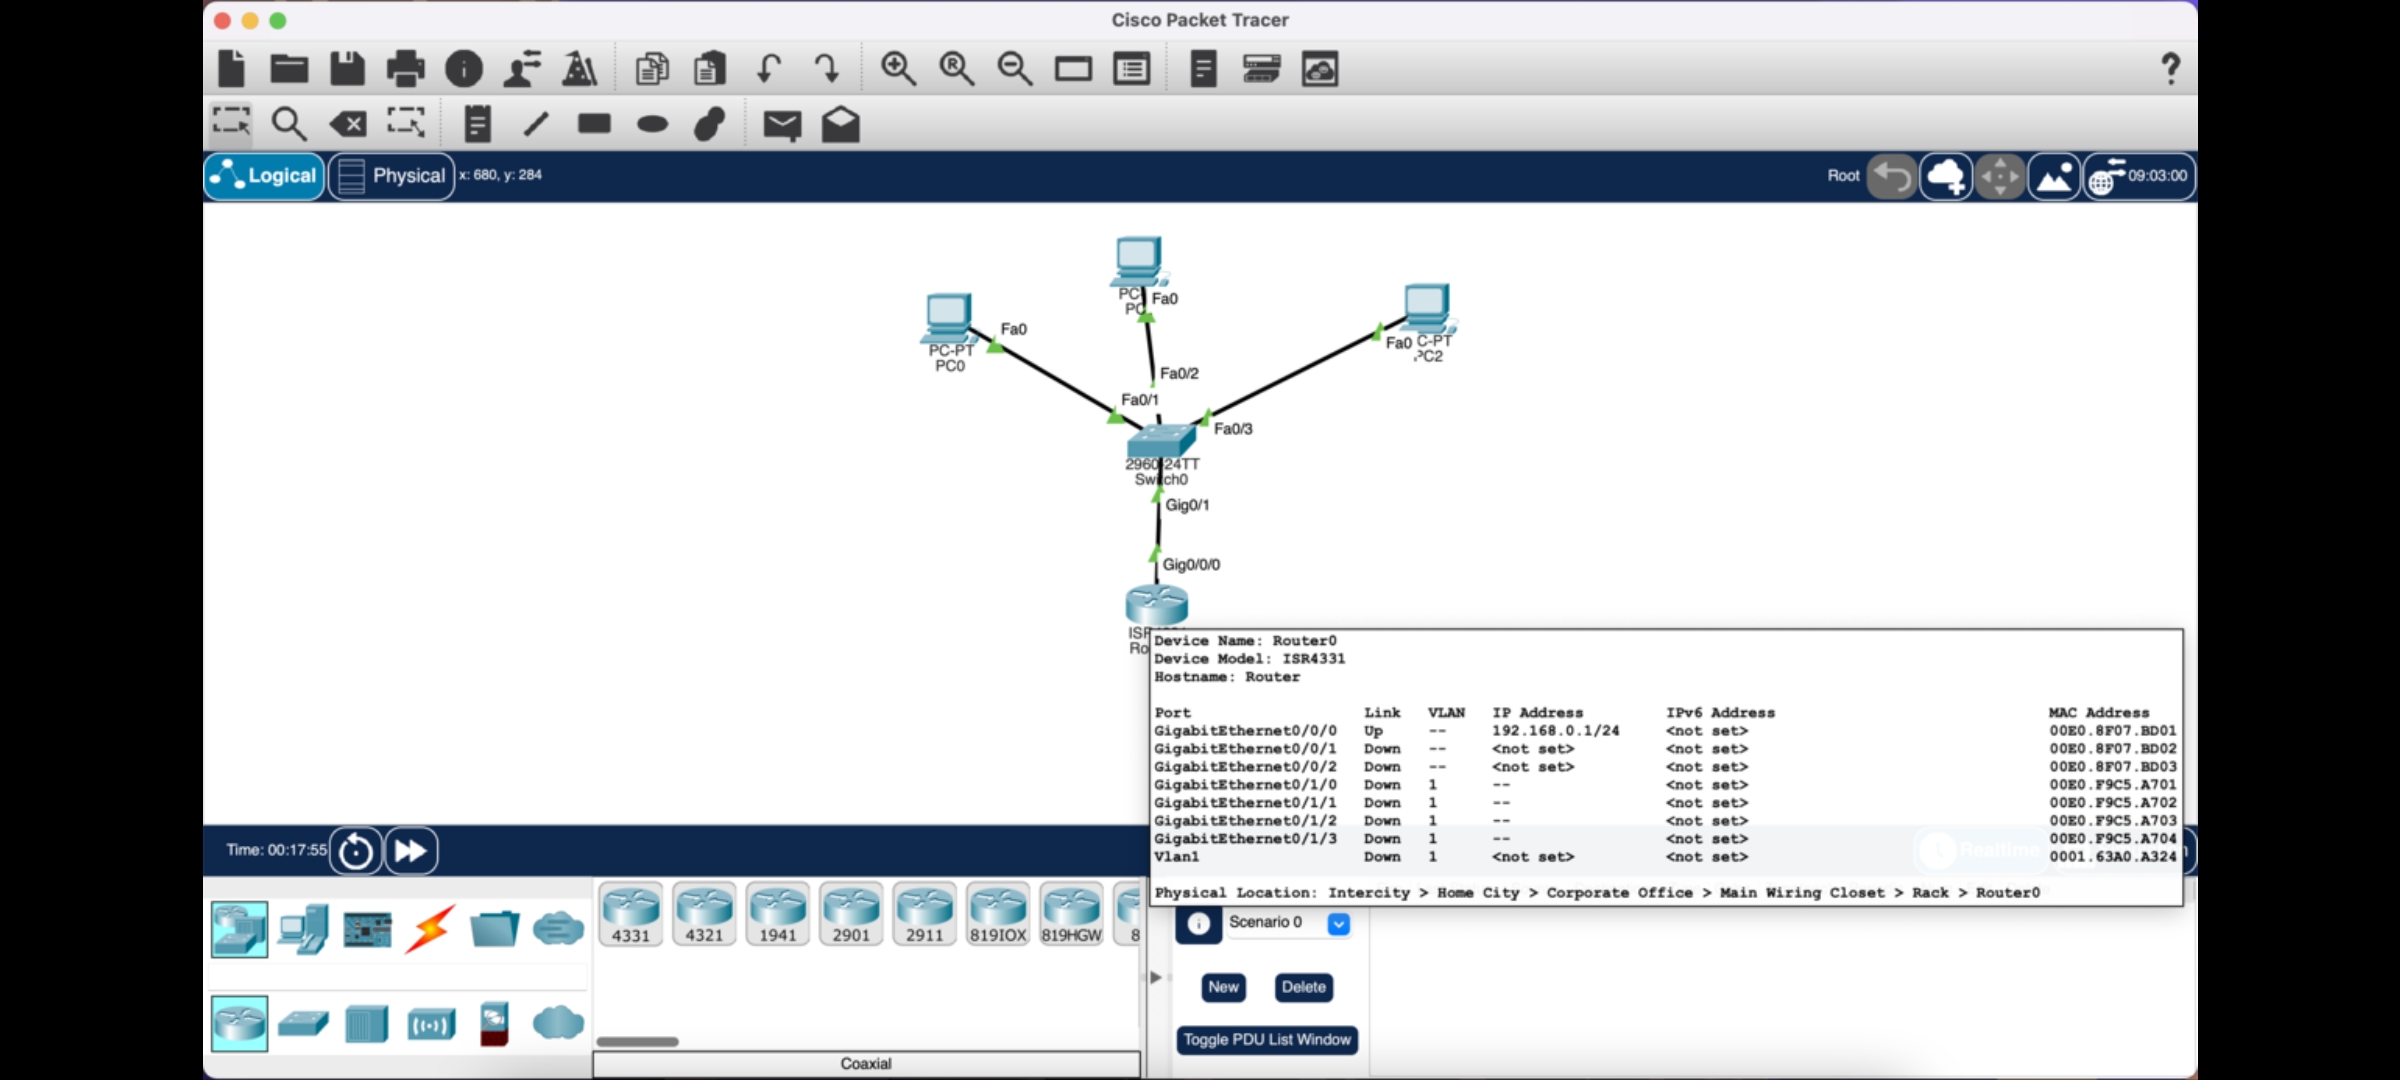 Cisco Packet Tracer
Logical Physical x: 680, y: 284 Root 09:03:00
PC Fa0
PC
Fa0
PC-PT
PC0
Fa0 C-PT
PC2
Fa0/2
Fa0/1
Fa0/3
2960-24TT
Switch0
Gig0/1
Gig0/0/0
Device Name: Router0
Device Model: ISR4331
Hostname: Router
Port Link VLAN IP Address IPv6 Address MAC Address
GigabitEthernet0/0/0 Up -- 192.168.0.1/24 <not set> 00E0.8F07.BD01
GigabitEthernet0/0/1 Down -- <not set> <not set> 00E0.8F07.BD02
GigabitEthernet0/0/2 Down -- <not set> <not set> 00E0.8F07.BD03
GigabitEthernet0/1/0 Down 1 -- <not set> 00E0.F9C5.A701
GigabitEthernet0/1/1 Down 1 -- <not set> 00E0.F9C5.A702
GigabitEthernet0/1/2 Down 1 -- <not set> 00E0.F9C5.A703
GigabitEthernet0/1/3 Down 1 -- <not set> 00E0.F9C5.A704
Vlan1 Down 1 <not set> <not set> 0001.63A0.A324
Physical Location: Intercity > Home City > Corporate Office > Main Wiring Closet > Rack > Router0
Time: 00:17:55
Realtime
4331 4321 1941 2901 2911 819IOX 819HGW 8
Scenario 0
New Delete
Toggle PDU List Window
Coaxial